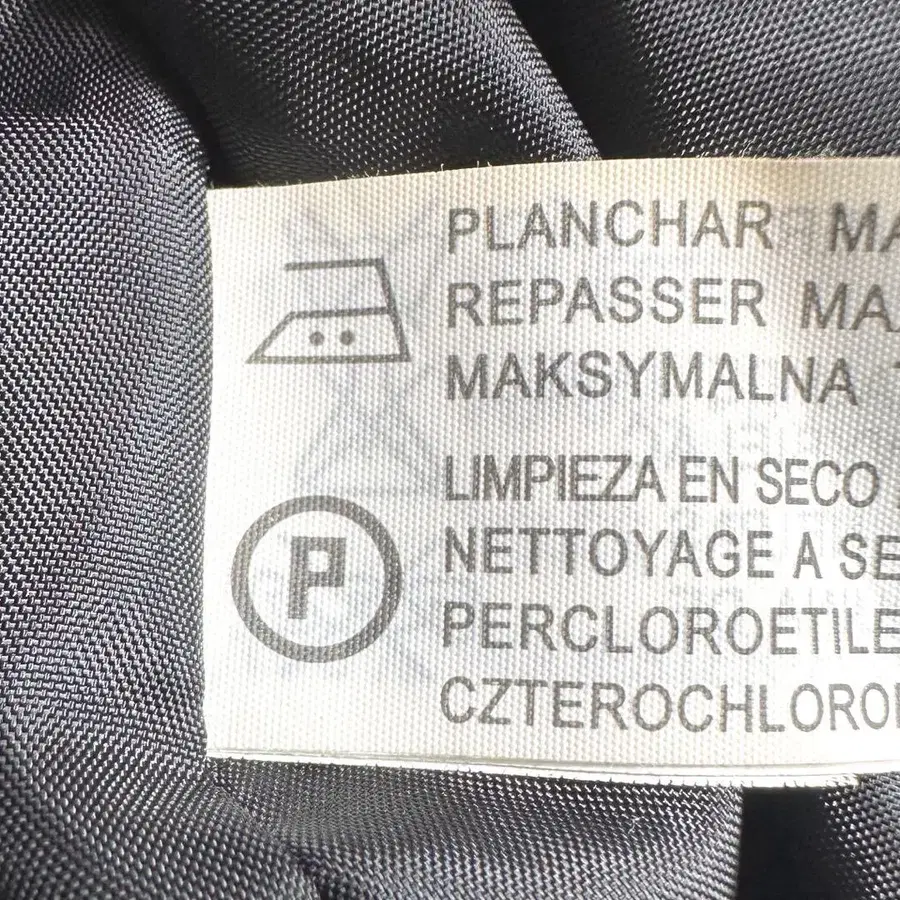 PLANCHAR MA
REPASSER MA
MAKSYMALNA
LIMPIEZA EN SECO
NETTOYAGE A SE
P
PERCLOROETILE
CZTEROCHLORO